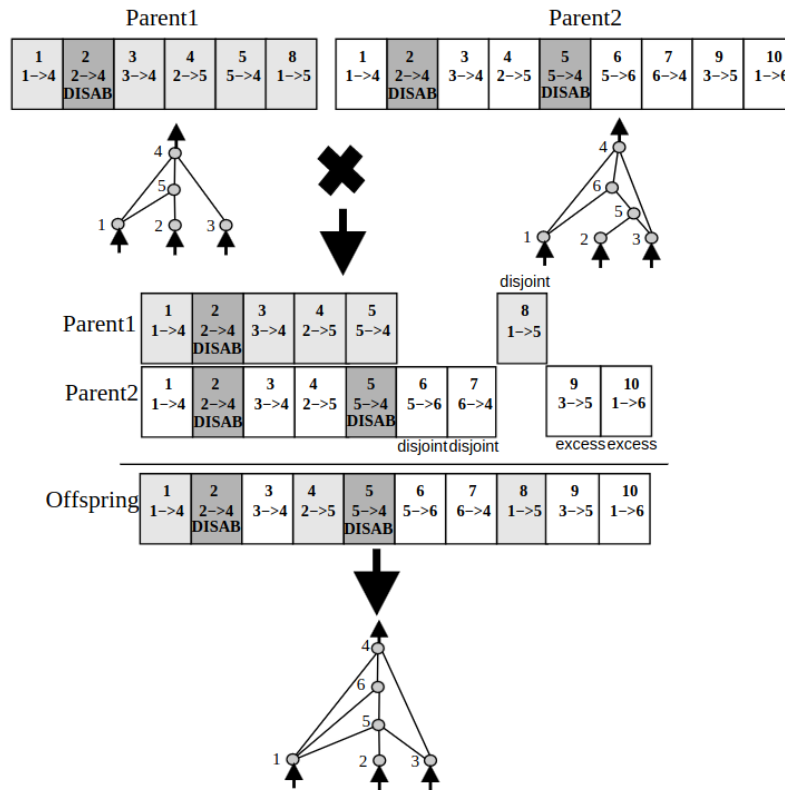 Parent1 Parent2
1 2 3 4 5 8 1 2 3 4 5 6 7 9 10
1->4 2->4 3->4 2->5 5->4 1->5 1->4 2->4 3->4 2->5 5->4 5->6 6->4 3->5 1->6
DISAB DISAB DISAB
4 4
5 6
5
1 2 3 1 2 3
disjoint
Parent1 1 2 3 4 5 8
1->4 2->4 3->4 2->5 5->4 1->5
DISAB
Parent2 1 2 3 4 5 6 7 9 10
1->4 2->4 3->4 2->5 5->4 5->6 6->4 3->5 1->6
DISAB DISAB
disjoint disjoint excess excess
Offspring 1 2 3 4 5 6 7 8 9 10
1->4 2->4 3->4 2->5 5->4 5->6 6->4 1->5 3->5 1->6
DISAB DISAB
4
6
5
1 2 3